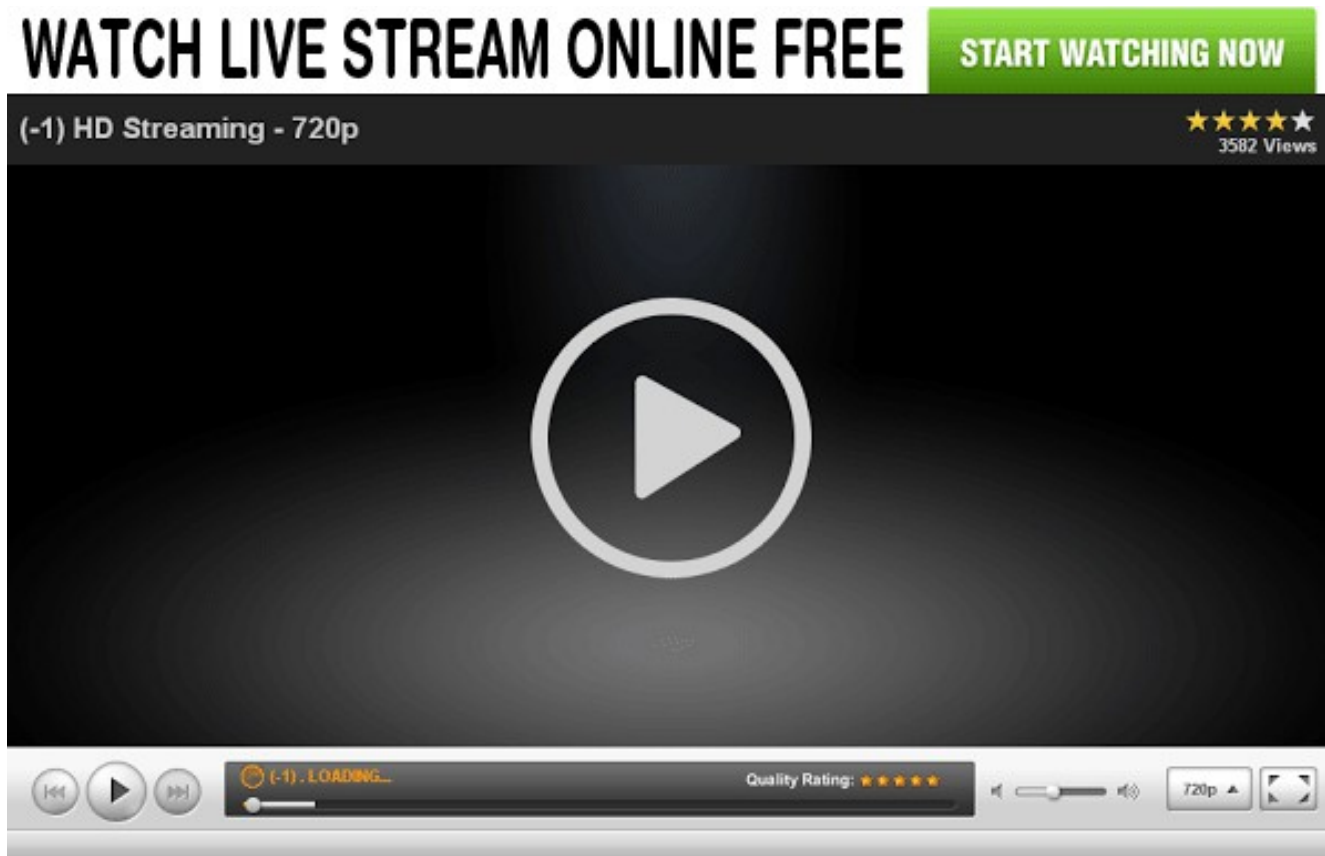 WATCH LIVE STREAM ONLINE FREE START WATCHING NOW
(-1) HD Streaming - 720p
3582 Views
(-1) . LOADING...
Quality Rating:
720p